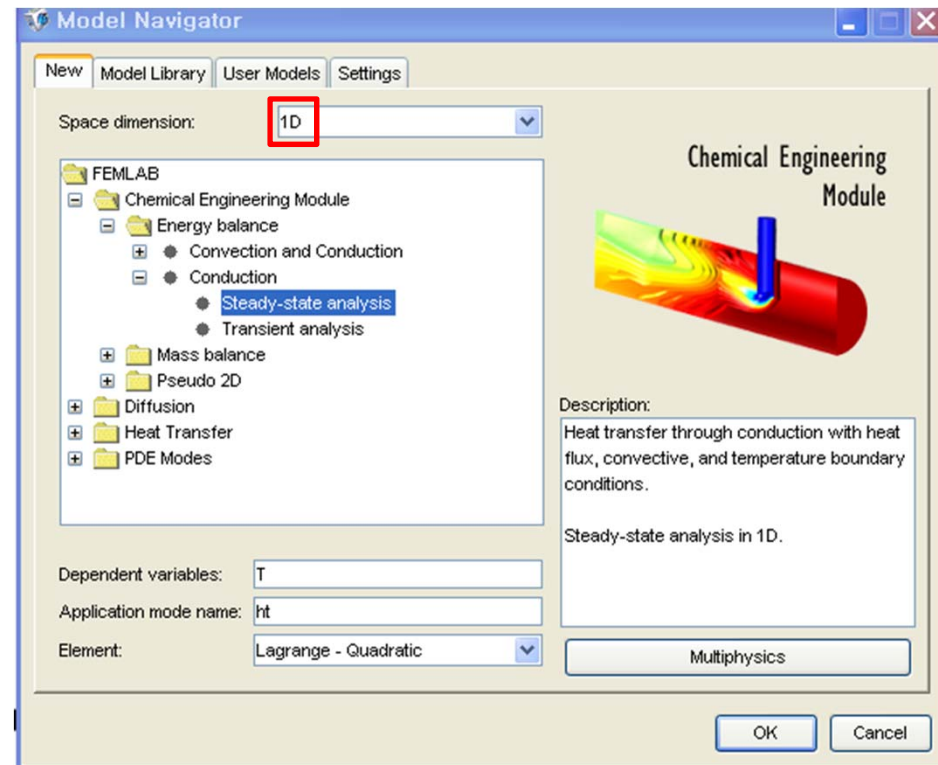 Model Navigator
New Model Library User Models Settings
Space dimension: 1D
Chemical Engineering
Module
FEMLAB
Chemical Engineering Module
Energy balance
Convection and Conduction
Conduction
Steady-state analysis
Transient analysis
Mass balance
Pseudo 2D
Diffusion
Heat Transfer
PDE Modes
Description:
Heat transfer through conduction with heat
flux, convective, and temperature boundary
conditions.
Steady-state analysis in 1D.
Dependent variables: T
Application mode name: ht
Element: Lagrange - Quadratic
Multiphysics
OK Cancel